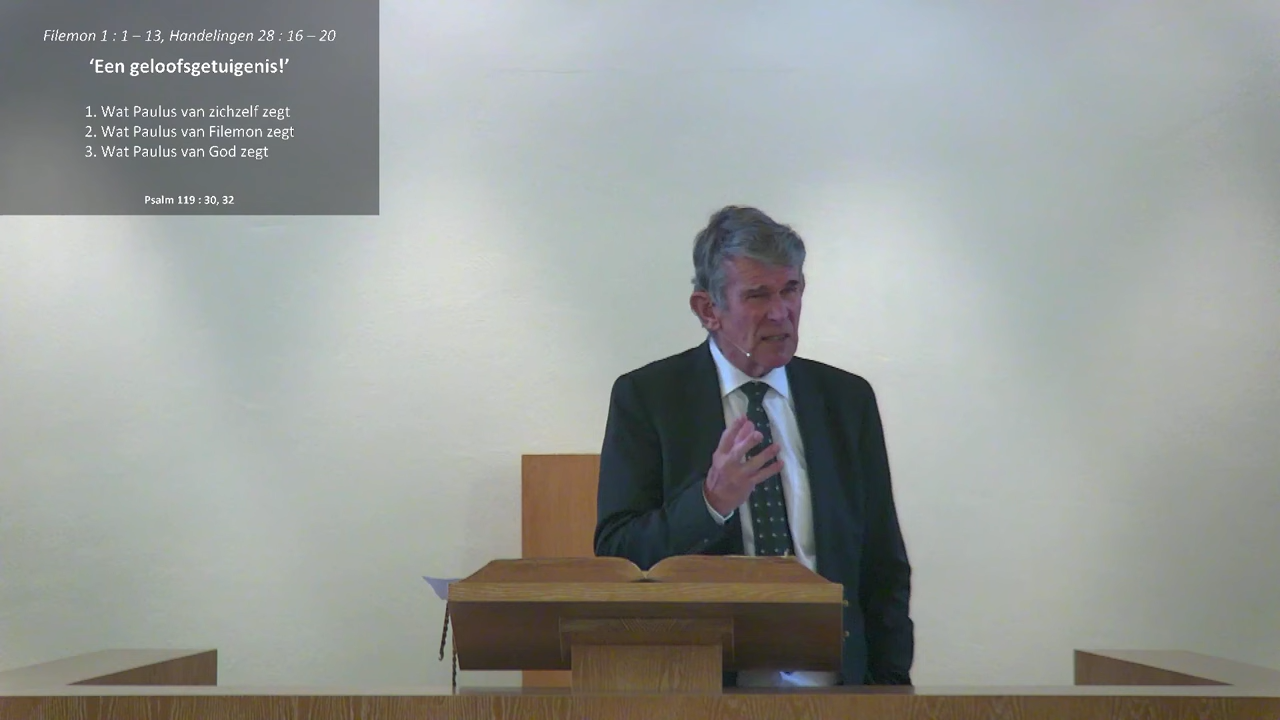 Filemon 1 : 1 – 13, Handelingen 28 : 16 – 20
‘Een geloofsgetuigenis!’
1. Wat Paulus van zichzelf zegt
2. Wat Paulus van Filemon zegt
3. Wat Paulus van God zegt
Psalm 119 : 30, 32